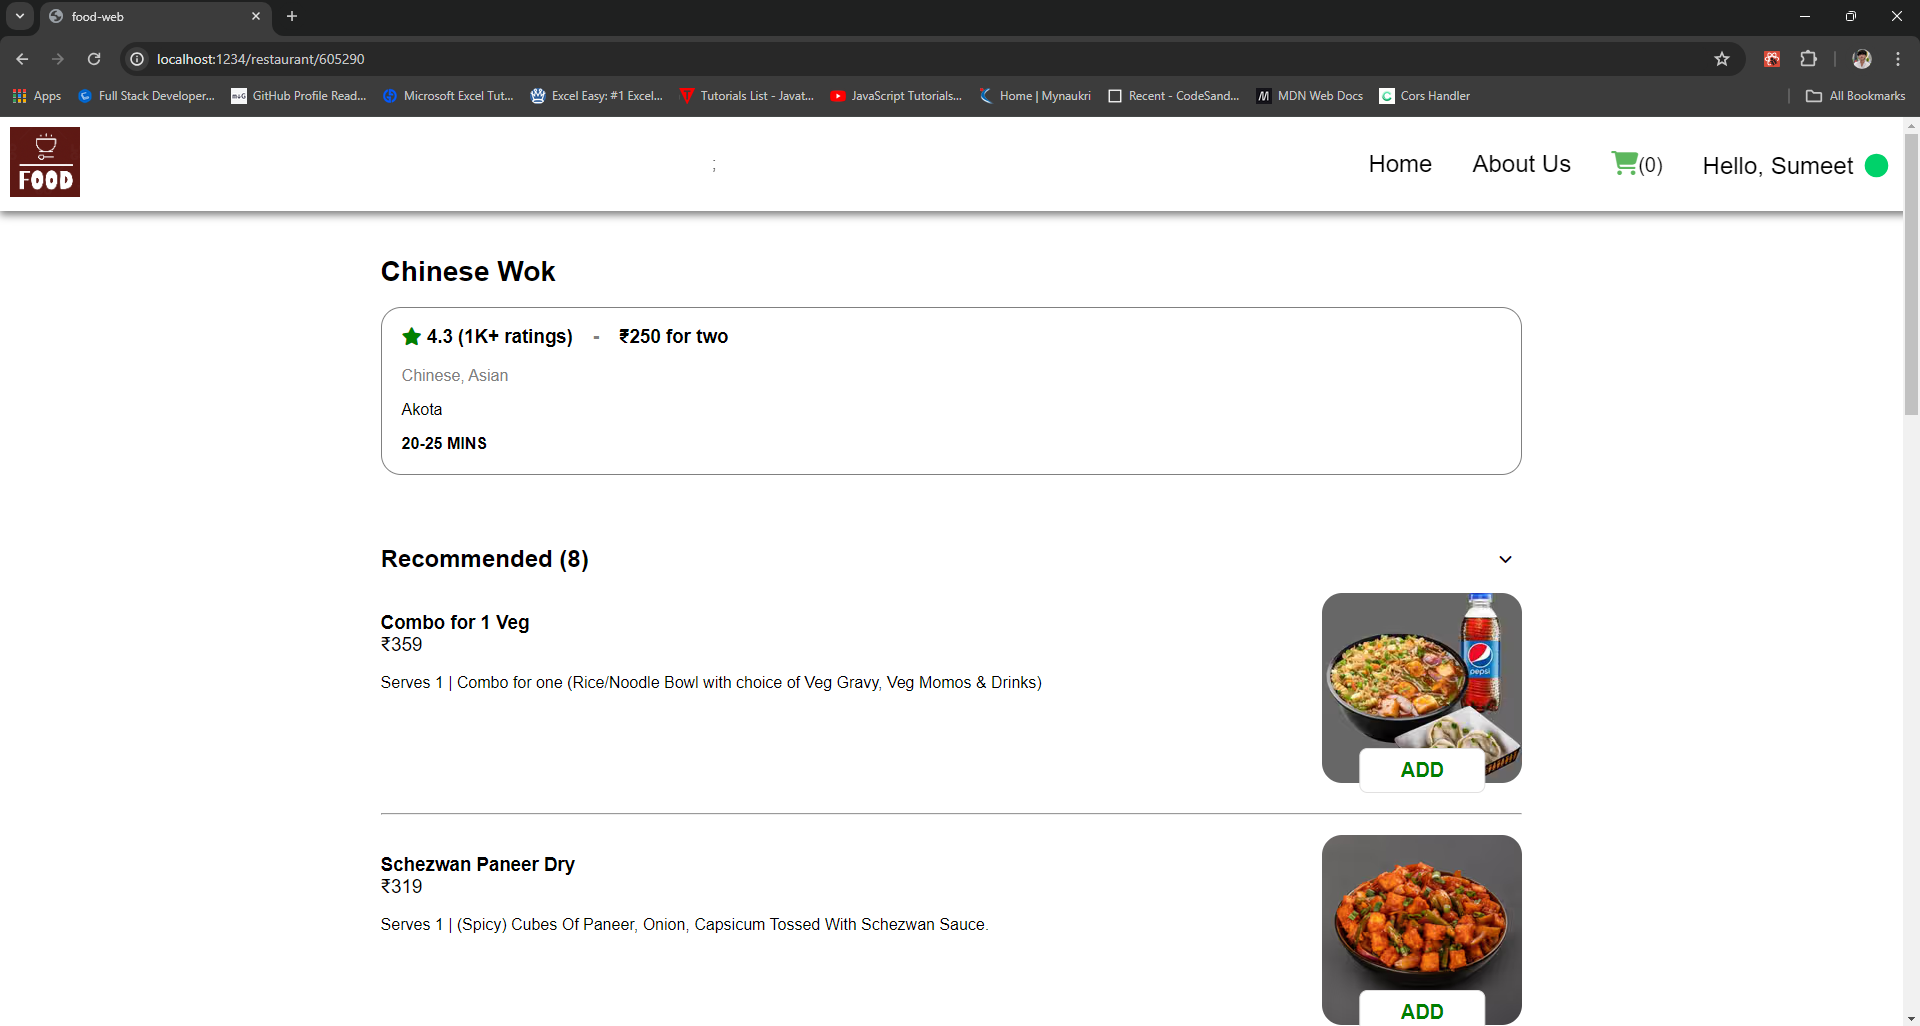 food-web
localhost:1234/restaurant/605290
Apps
Full Stack Developer...
m4G
GitHub Profile Read...
Microsoft Excel Tut...
Excel Easy: #1 Excel...
Tutorials List - Javat...
JavaScript Tutorials...
Home | Mynaukri
Recent - CodeSand...
MDN Web Docs
Cors Handler
All Bookmarks
FOOD
;
Home
About Us
(0)
Hello, Sumeet
Chinese Wok
4.3 (1K+ ratings) - ₹250 for two
Chinese, Asian
Akota
20-25 MINS
Recommended (8)
Combo for 1 Veg
₹359
Serves 1 | Combo for one (Rice/Noodle Bowl with choice of Veg Gravy, Veg Momos & Drinks)
pepsi
ADD
Schezwan Paneer Dry
₹319
Serves 1 | (Spicy) Cubes Of Paneer, Onion, Capsicum Tossed With Schezwan Sauce.
ADD